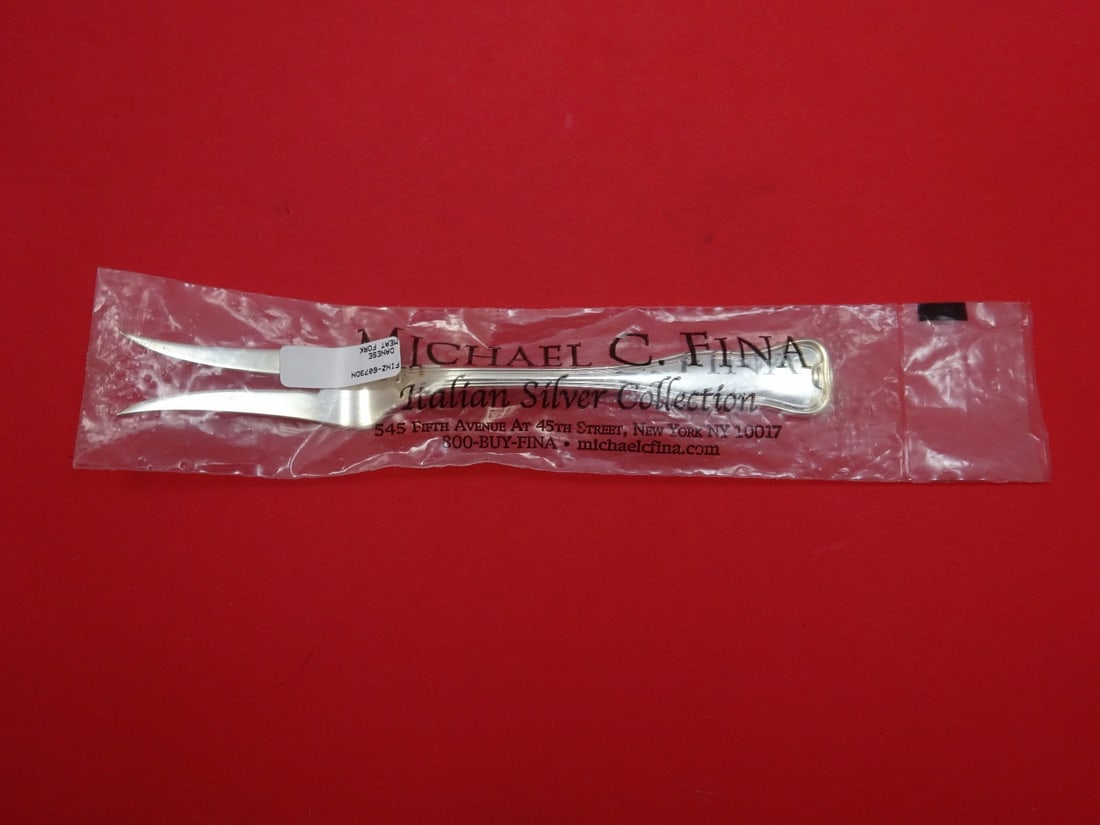 MICHAEL C. FINA
Italian Silver Collection
545 FIFTH AVENUE AT 45TH STREET, NEW YORK NY 10017
800-BUY-FINA • michaelcfina.com
FINZ-6073CN
DANESE
MEAT FORK